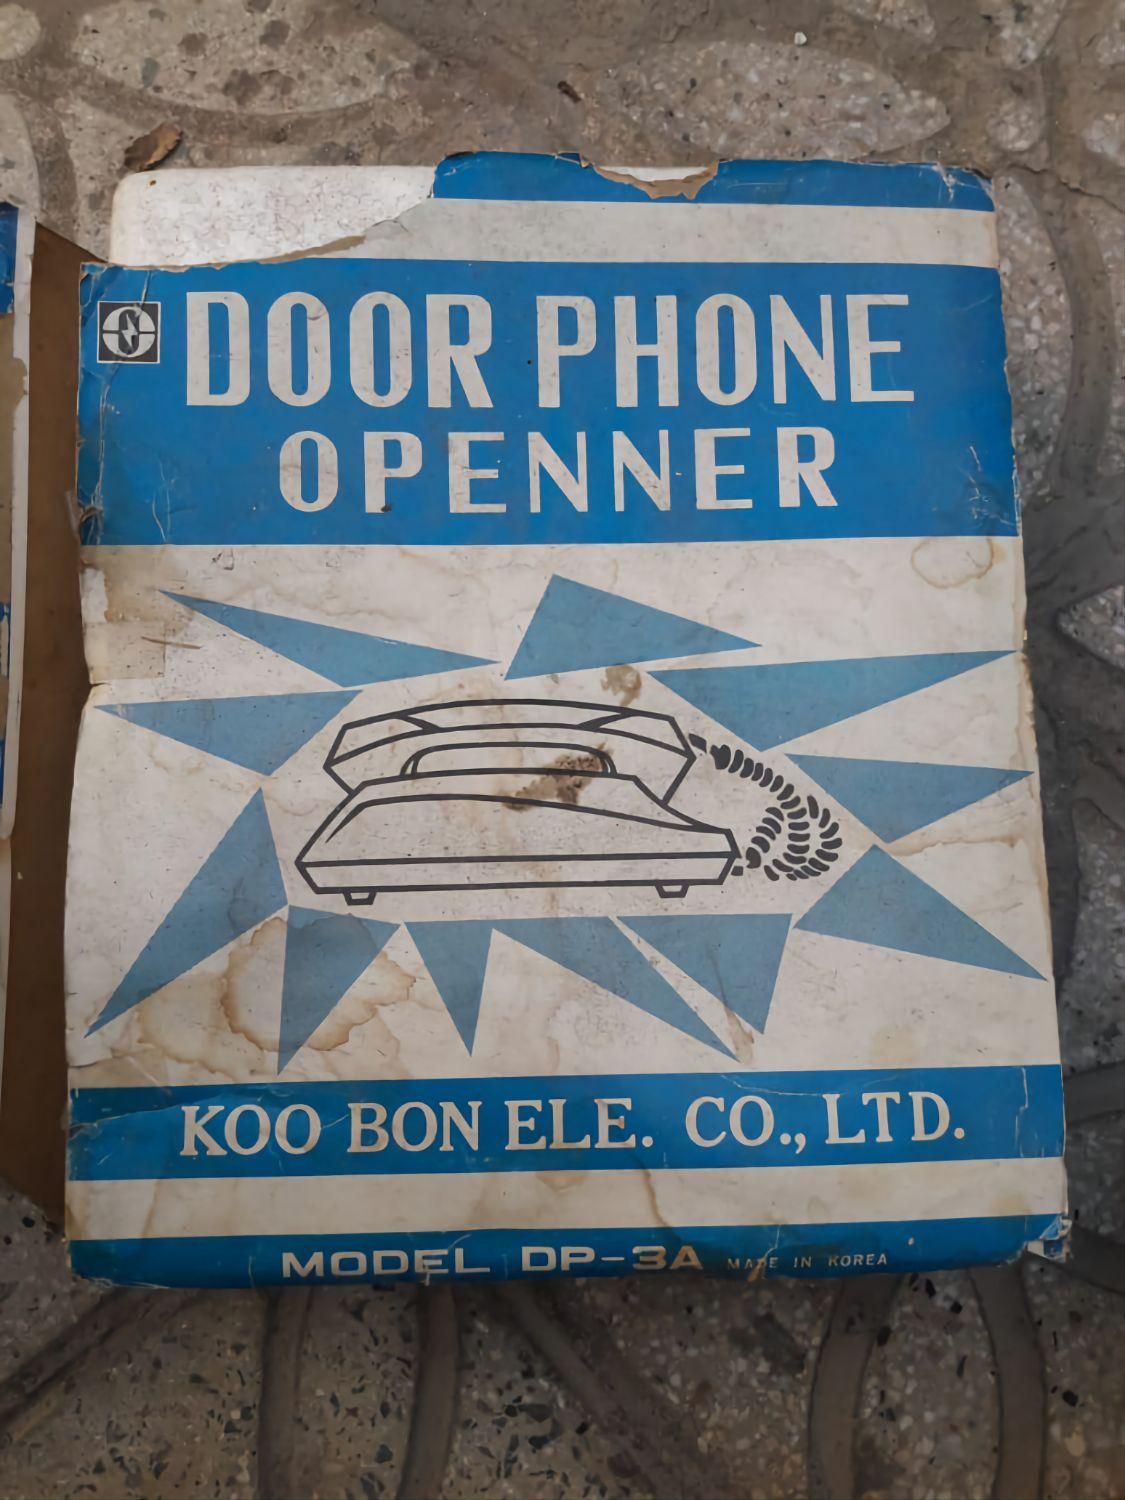 DOOR PHONE
OPENNER
KOO BON ELE. CO., LTD.
MODEL DP-3A MADE IN KOREA